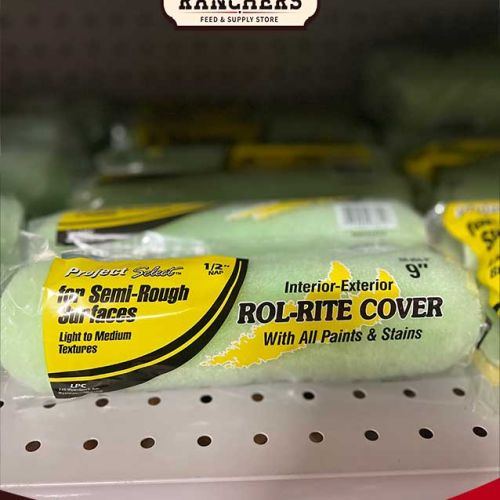 RANCHERS
FEED & SUPPLY STORE
Project Select™
1/2"
NAP
for Semi-Rough
Surfaces
Light to Medium
Textures
LPC
Interior-Exterior
9"
ROL-RITE COVER
With All Paints & Stains